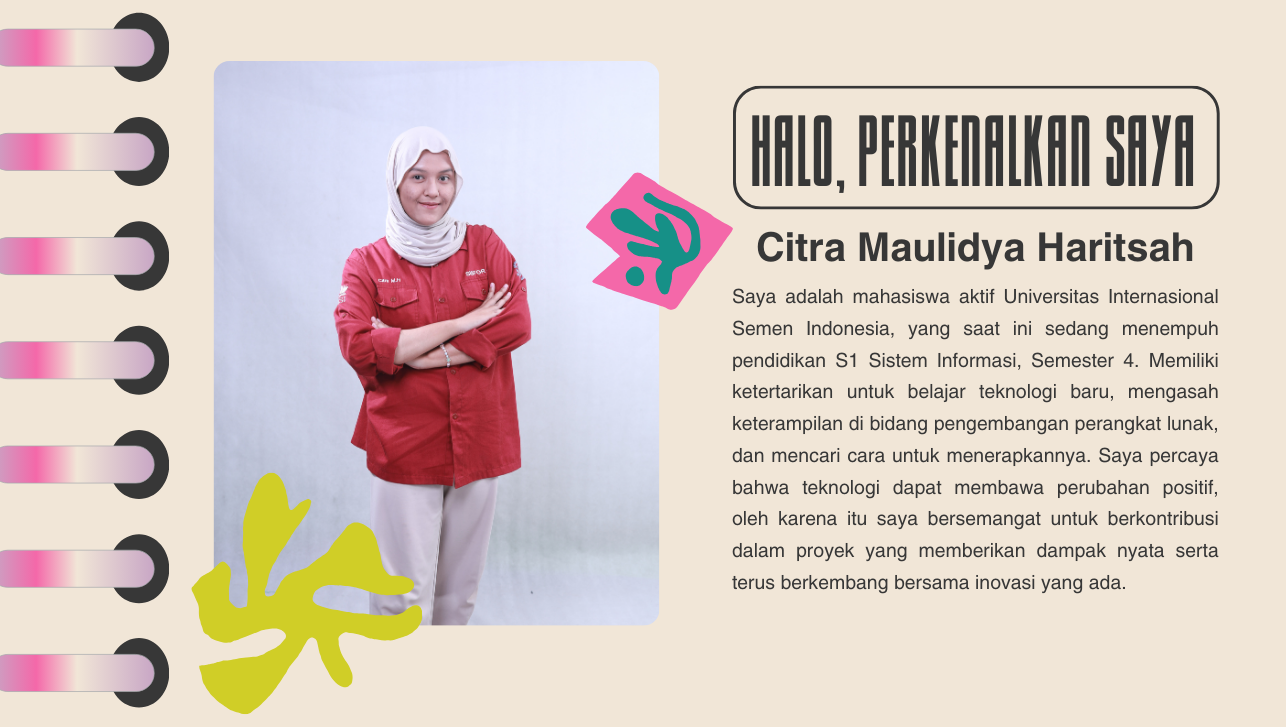 HALO, PERKENALKAN SAYA
Citra Maulidya Haritsah
Saya adalah mahasiswa aktif Universitas Internasional
Semen Indonesia, yang saat ini sedang menempuh
pendidikan S1 Sistem Informasi, Semester 4. Memiliki
ketertarikan untuk belajar teknologi baru, mengasah
keterampilan di bidang pengembangan perangkat lunak,
dan mencari cara untuk menerapkannya. Saya percaya
bahwa teknologi dapat membawa perubahan positif,
oleh karena itu saya bersemangat untuk berkontribusi
dalam proyek yang memberikan dampak nyata serta
terus berkembang bersama inovasi yang ada.